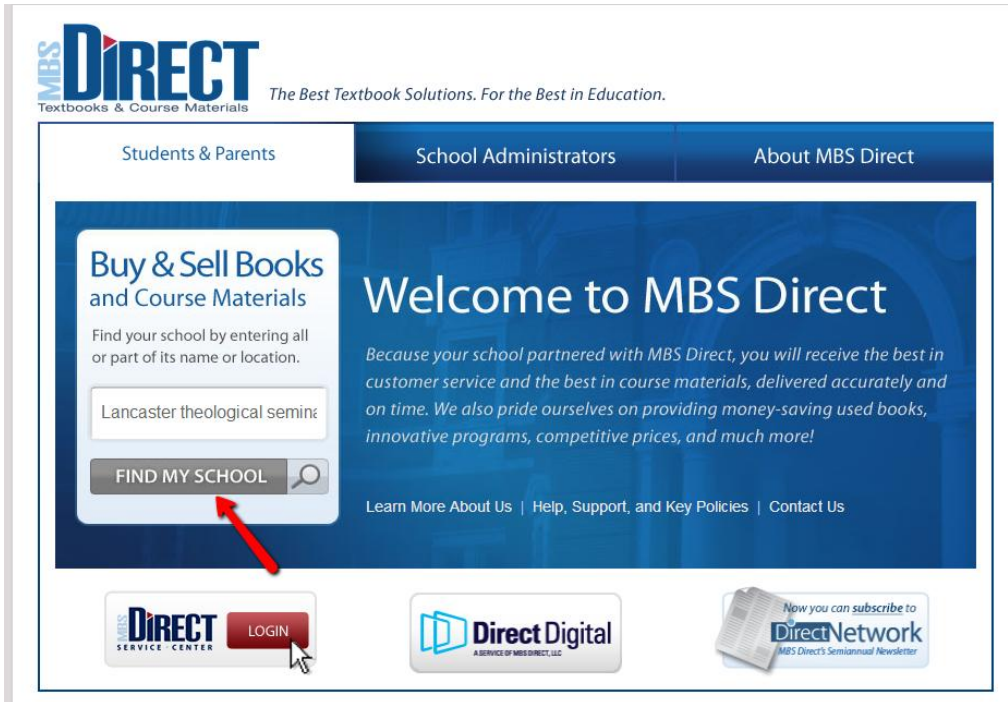 MBS DIRECT
Textbooks & Course Materials
The Best Textbook Solutions. For the Best in Education.
Students & Parents
School Administrators
About MBS Direct
Buy & Sell Books
and Course Materials
Find your school by entering all
or part of its name or location.
Lancaster theological semina
FIND MY SCHOOL
Welcome to MBS Direct
Because your school partnered with MBS Direct, you will receive the best in
customer service and the best in course materials, delivered accurately and
on time. We also pride ourselves on providing money-saving used books,
innovative programs, competitive prices, and much more!
Learn More About Us | Help, Support, and Key Policies | Contact Us
MBS DIRECT
SERVICE · CENTER
LOGIN
Direct Digital
A SERVICE OF MBS DIRECT, LLC
Now you can subscribe to
DirectNetwork
MBS Direct's Semiannual Newsletter